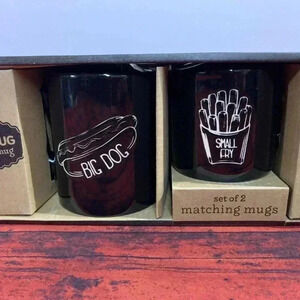 UG
mug
BIG DOG
SMALL
FRY
set of 2
matching mugs